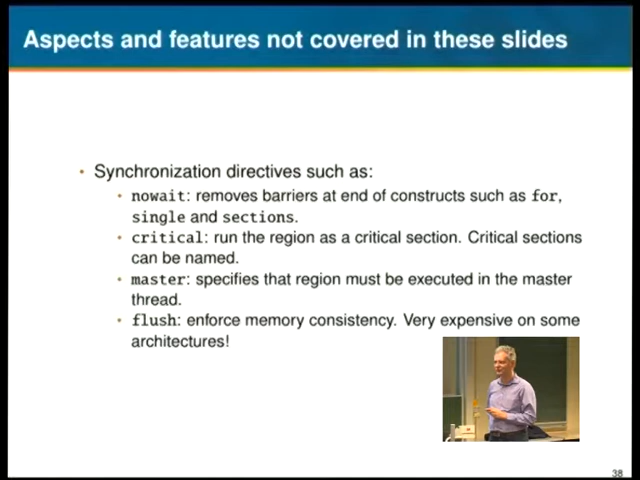 Aspects and features not covered in these slides
• Synchronization directives such as:
• nowait: removes barriers at end of constructs such as for,
single and sections.
• critical: run the region as a critical section. Critical sections
can be named.
• master: specifies that region must be executed in the master
thread.
• flush: enforce memory consistency. Very expensive on some
architectures!
38